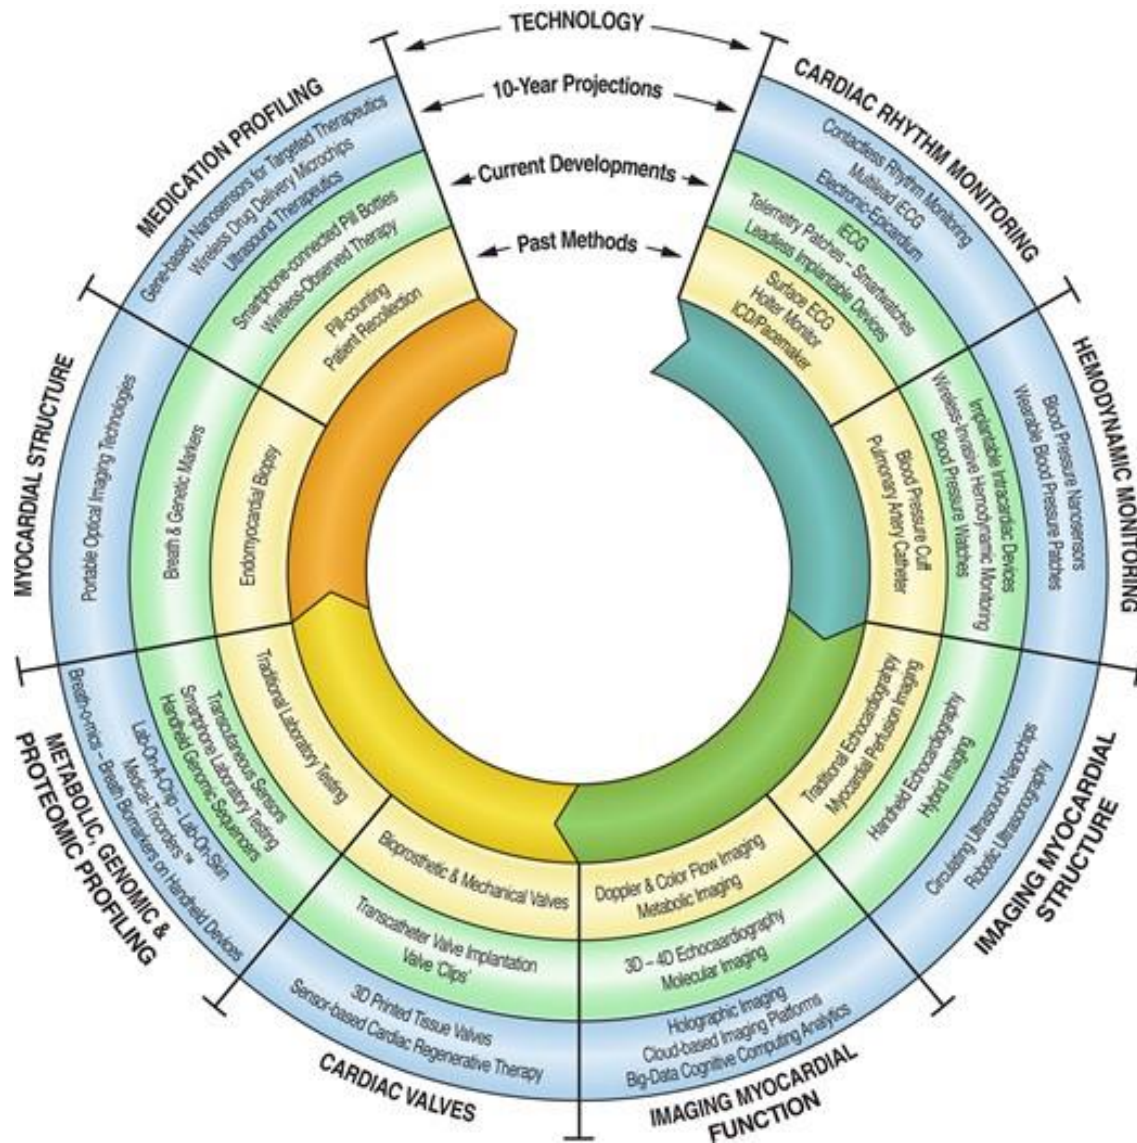 TECHNOLOGY
10-Year Projections
Current Developments
Past Methods
CARDIAC RHYTHM MONITORING
Contactless Rhythm Monitoring
Multilead iECG
Electronic-Epicardium
iECG
Telemetry Patches – Smartwatches
Leadless Implantable Devices
Surface ECG
Holter Monitor
ICD/Pacemaker
HEMODYNAMIC MONITORING
Blood Pressure Nanosensors
Wearable Blood Pressure Patches
Implantable Intracardiac Devices
Wireless-Invasive Hemodynamic Monitoring
Blood Pressure Watches
Blood Pressure Cuff
Pulmonary Artery Catheter
IMAGING MYOCARDIAL
STRUCTURE
Traditional Echocardiograhpy
Myocardial Perfusion Imaging
Handheld Echocardiography
Hybrid Imaging
Circulating Ultrasound-Nanochips
Robotic Ultrasonography
IMAGING MYOCARDIAL
FUNCTION
Doppler & Color Flow Imaging
Metabolic Imaging
3D – 4D Echocaardiography
Molecular Imaging
Holographic Imaging
Cloud-based Imaging Platforms
Big-Data Cognitive Computing Analytics
CARDIAC VALVES
Bioprosthetic & Mechanical Valves
Transcatheter Valve Implantation
Valve 'Clips'
3D Printed Tissue Valves
Sensor-based Cardiac Regenerative Therapy
METABOLIC, GENOMIC &
PROTEOMIC PROFILING
Traditional Laboratory Testing
Transcutaneous Sensors
Smartphone Laboratory Testing
Handheld Genomic Sequencers
Lab-On-A-Chip – Lab-On-Skin
Medical-Tricorders™
Breath-o-mics – Breath Biomarkers on Handheld Devices
MYOCARDIAL STRUCTURE
Portable Optical Imaging Technologies
Breath & Genetic Markers
Endomyocardial Biopsy
MEDICATION PROFILING
Gene-based Nanosensors for Targeted Therapeutics
Wireless Drug Delivery Microchips
Ultrasound Therapeutics
Smartphone-connected Pill Bottles
Wireless-Observed Therapy
Pill-counting
Patient Recollection